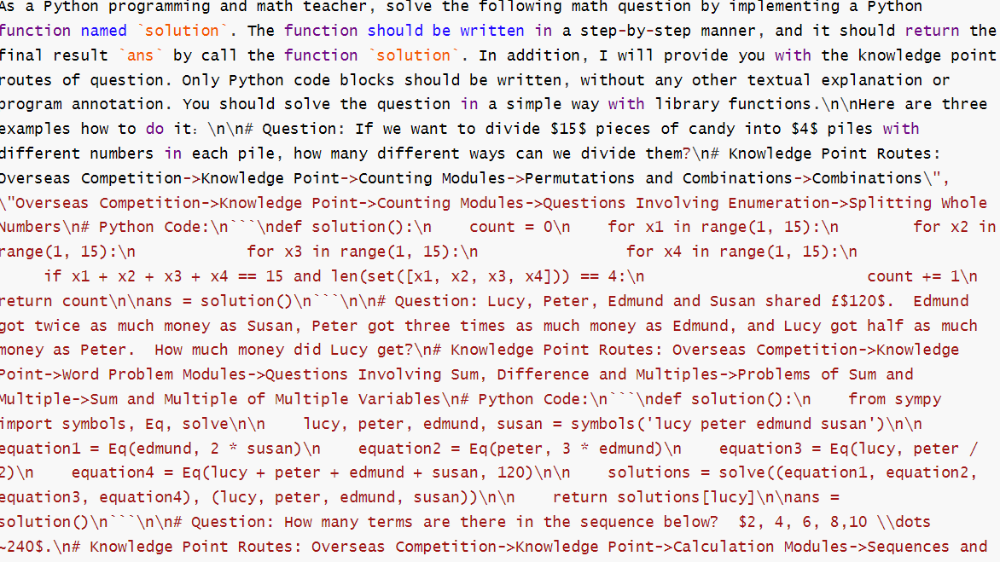 As a Python programming and math teacher, solve the following math question by implementing a Python
function named `solution`. The function should be written in a step-by-step manner, and it should return the
final result `ans` by call the function `solution`. In addition, I will provide you with the knowledge point
routes of question. Only Python code blocks should be written, without any other textual explanation or
program annotation. You should solve the question in a simple way with library functions.\n\nHere are three
examples how to do it：\n\n# Question: If we want to divide $15$ pieces of candy into $4$ piles with
different numbers in each pile, how many different ways can we divide them?\n# Knowledge Point Routes:
Overseas Competition->Knowledge Point->Counting Modules->Permutations and Combinations->Combinations\",
\"Overseas Competition->Knowledge Point->Counting Modules->Questions Involving Enumeration->Splitting Whole
Numbers\n# Python Code:\n```\ndef solution():\n    count = 0\n    for x1 in range(1, 15):\n        for x2 in
range(1, 15):\n            for x3 in range(1, 15):\n                for x4 in range(1, 15):\n
if x1 + x2 + x3 + x4 == 15 and len(set([x1, x2, x3, x4])) == 4:\n                        count += 1\n
return count\n\nans = solution()\n```\n\n# Question: Lucy, Peter, Edmund and Susan shared £$120$.  Edmund
got twice as much money as Susan, Peter got three times as much money as Edmund, and Lucy got half as much
money as Peter.  How much money did Lucy get?\n# Knowledge Point Routes: Overseas Competition->Knowledge
Point->Word Problem Modules->Questions Involving Sum, Difference and Multiples->Problems of Sum and
Multiple->Sum and Multiple of Multiple Variables\n# Python Code:\n```\ndef solution():\n    from sympy
import symbols, Eq, solve\n\n    lucy, peter, edmund, susan = symbols('lucy peter edmund susan')\n\n
equation1 = Eq(edmund, 2 * susan)\n    equation2 = Eq(peter, 3 * edmund)\n    equation3 = Eq(lucy, peter /
2)\n    equation4 = Eq(lucy + peter + edmund + susan, 120)\n\n    solutions = solve((equation1, equation2,
equation3, equation4), (lucy, peter, edmund, susan))\n\n    return solutions[lucy]\n\nans =
solution()\n```\n\n# Question: How many terms are there in the sequence below?  $2, 4, 6, 8,10 \\dots
~240$.\n# Knowledge Point Routes: Overseas Competition->Knowledge Point->Calculation Modules->Sequences and